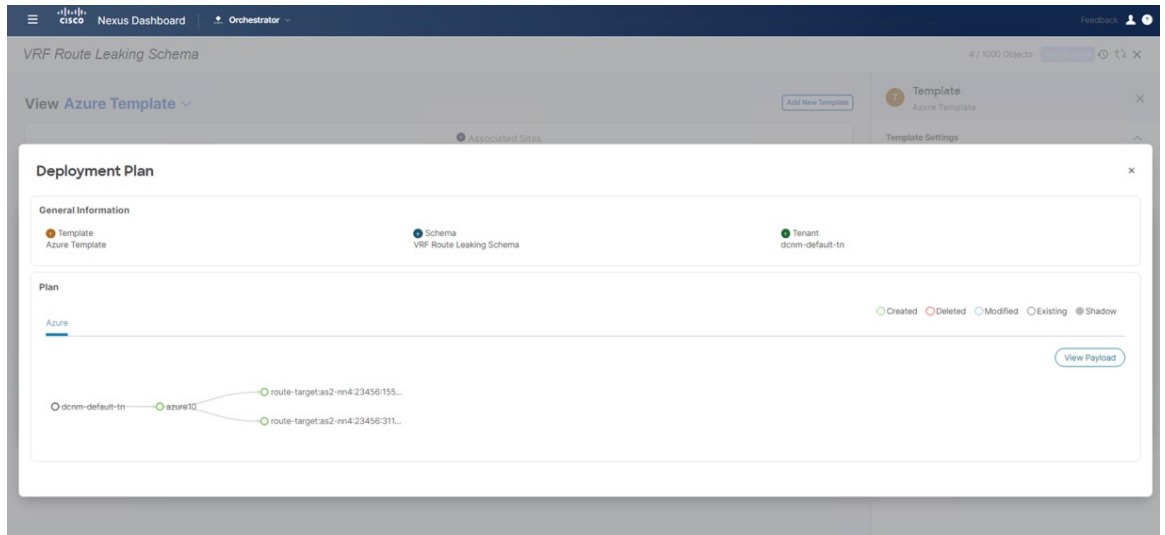 cisco Nexus Dashboard Orchestrator Feedback
VRF Route Leaking Schema 4 / 1000 Objects
View Azure Template Add New Template Template
Azure Template
Associated Sites Template Settings
Deployment Plan
General Information
Template Schema Tenant
Azure Template VRF Route Leaking Schema dcnm-default-tn
Plan
Azure Created Deleted Modified Existing Shadow
View Payload
route-target:as2-nn4:23456:155...
dcnm-default-tn azure10
route-target:as2-nn4:23456:311...